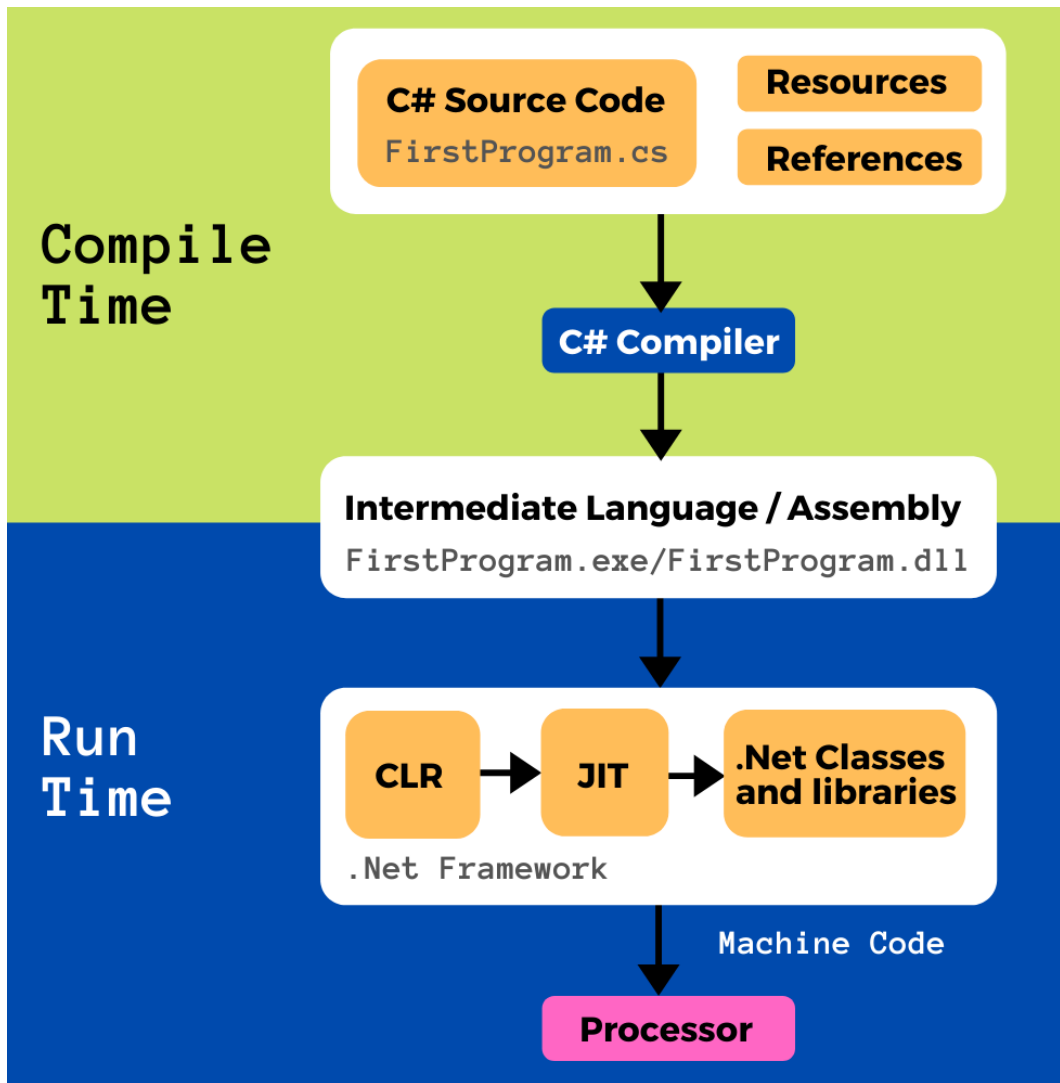 C# Source Code
FirstProgram.cs
Resources
References
Compile
Time
C# Compiler
Intermediate Language / Assembly
FirstProgram.exe/FirstProgram.dll
Run
Time
CLR
JIT
.Net Classes
and libraries
.Net Framework
Machine Code
Processor